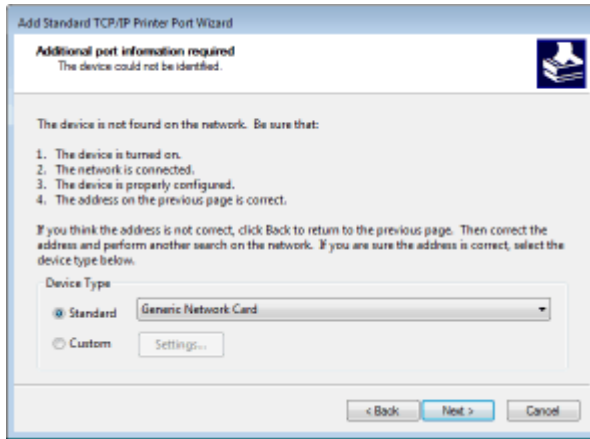 Add Standard TCP/IP Printer Port Wizard
Additional port information required
The device could not be identified.
The device is not found on the network. Be sure that:
1. The device is turned on.
2. The network is connected.
3. The device is properly configured.
4. The address on the previous page is correct.
If you think the address is not correct, click Back to return to the previous page. Then correct the
address and perform another search on the network. If you are sure the address is correct, select the
device type below.
Device Type
Standard Generic Network Card
Custom Settings...
< Back Next > Cancel